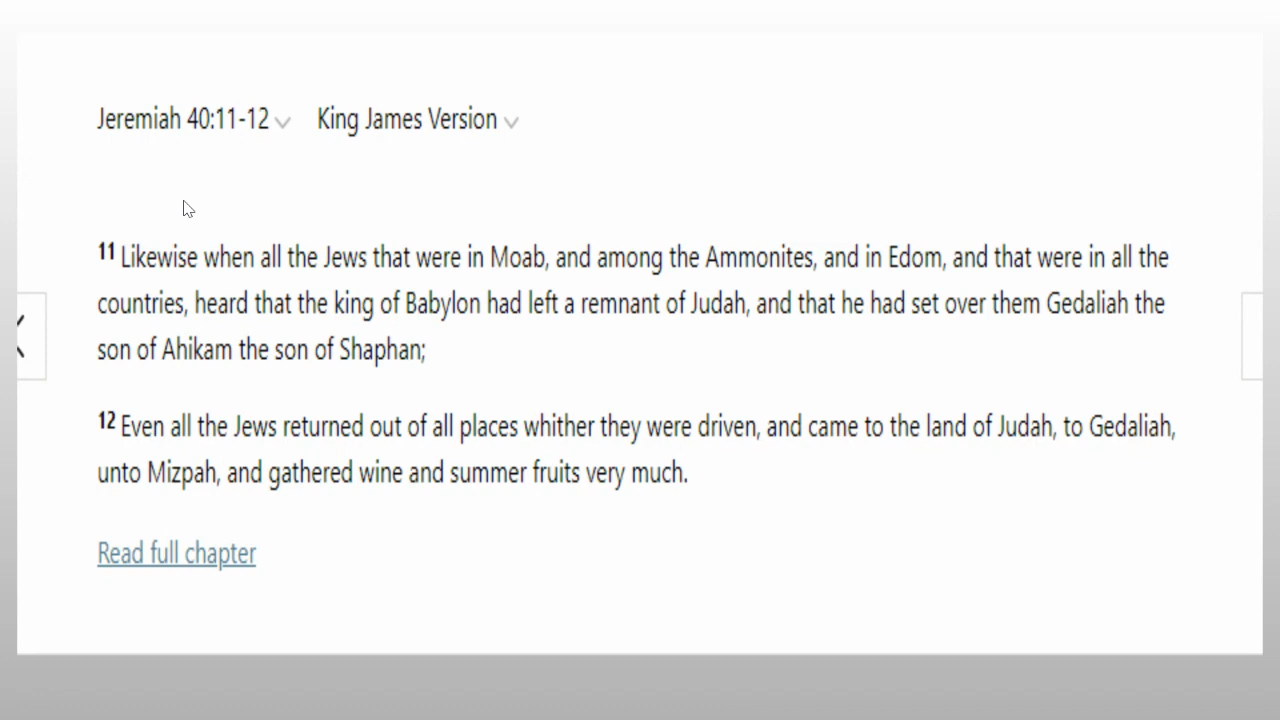 Jeremiah 40:11-12 King James Version
11 Likewise when all the Jews that were in Moab, and among the Ammonites, and in Edom, and that were in all the
countries, heard that the king of Babylon had left a remnant of Judah, and that he had set over them Gedaliah the
son of Ahikam the son of Shaphan;
12 Even all the Jews returned out of all places whither they were driven, and came to the land of Judah, to Gedaliah,
unto Mizpah, and gathered wine and summer fruits very much.
Read full chapter